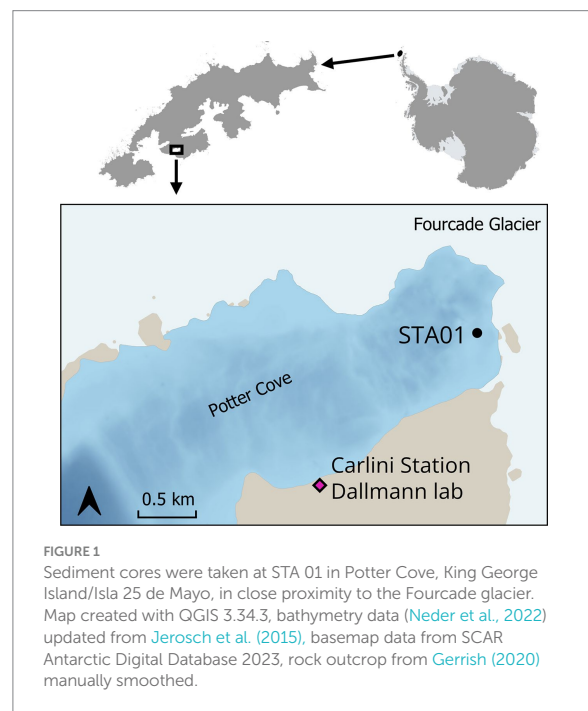 Fourcade Glacier
STA01
Potter Cove
Carlini Station
Dallmann lab
0.5 km
FIGURE 1
Sediment cores were taken at STA 01 in Potter Cove, King George
Island/Isla 25 de Mayo, in close proximity to the Fourcade glacier.
Map created with QGIS 3.34.3, bathymetry data (Neder et al., 2022)
updated from Jerosch et al. (2015), basemap data from SCAR
Antarctic Digital Database 2023, rock outcrop from Gerrish (2020)
manually smoothed.